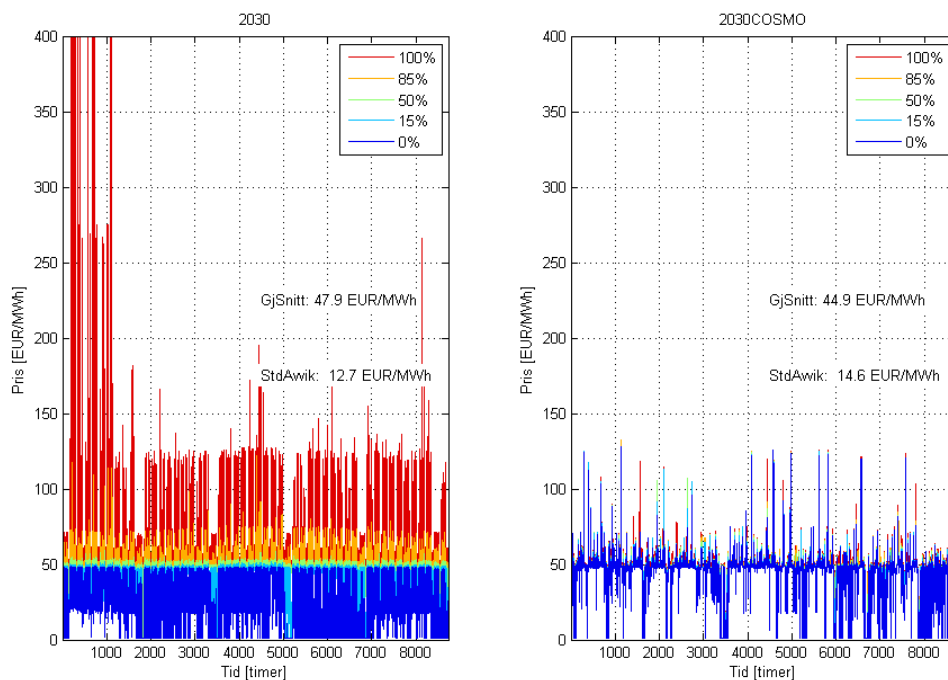 2030
400
350
300
250
200
150
100
50
0
Pris [EUR/MWh]
100%
85%
50%
15%
0%
GjSnitt: 47.9 EUR/MWh
StdAwik: 12.7 EUR/MWh
1000 2000 3000 4000 5000 6000 7000 8000
Tid [timer]
2030COSMO
400
350
300
250
200
150
100
50
0
Pris [EUR/MWh]
100%
85%
50%
15%
0%
GjSnitt: 44.9 EUR/MWh
StdAwik: 14.6 EUR/MWh
1000 2000 3000 4000 5000 6000 7000 8000
Tid [timer]